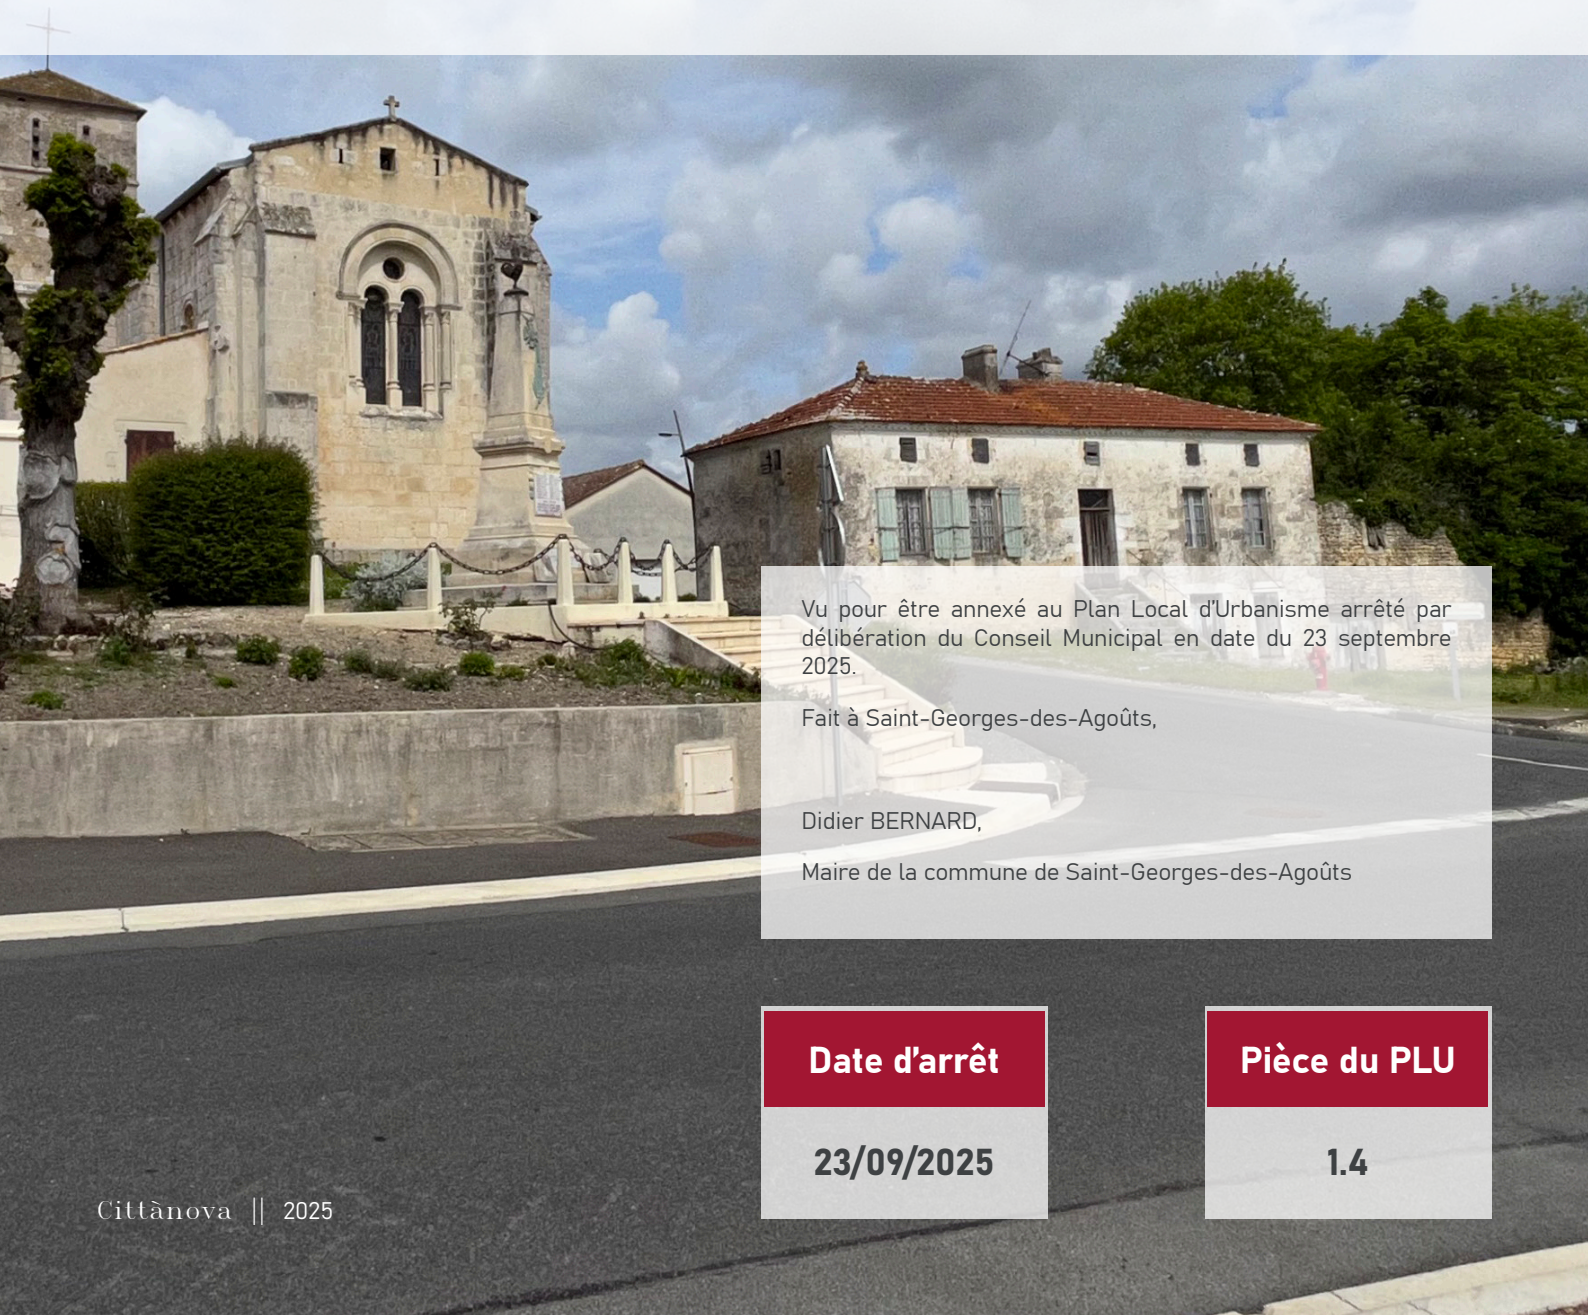 Vu pour être annexé au Plan Local d'Urbanisme arrêté par
délibération du Conseil Municipal en date du 23 septembre
2025.
Fait à Saint-Georges-des-Agoûts,
Didier BERNARD,
Maire de la commune de Saint-Georges-des-Agoûts
Date d'arrêt
Pièce du PLU
23/09/2025
1.4
Cittànova || 2025